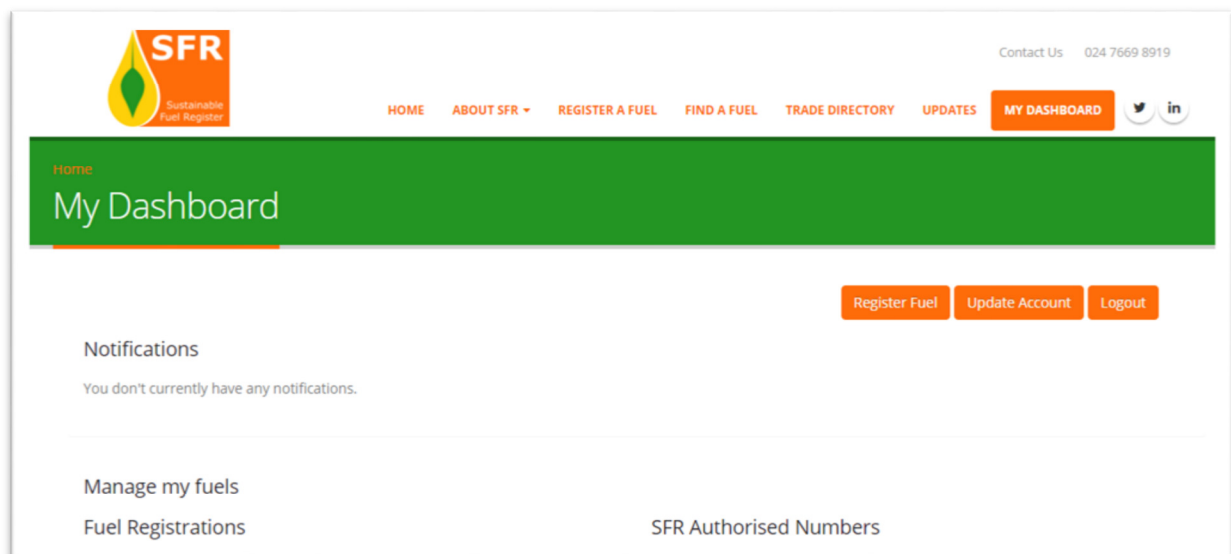 SFR
Sustainable
Fuel Register
Contact Us 024 7669 8919
HOME ABOUT SFR REGISTER A FUEL FIND A FUEL TRADE DIRECTORY UPDATES MY DASHBOARD in
Home
My Dashboard
Register Fuel Update Account Logout
Notifications
You don't currently have any notifications.
Manage my fuels
Fuel Registrations SFR Authorised Numbers